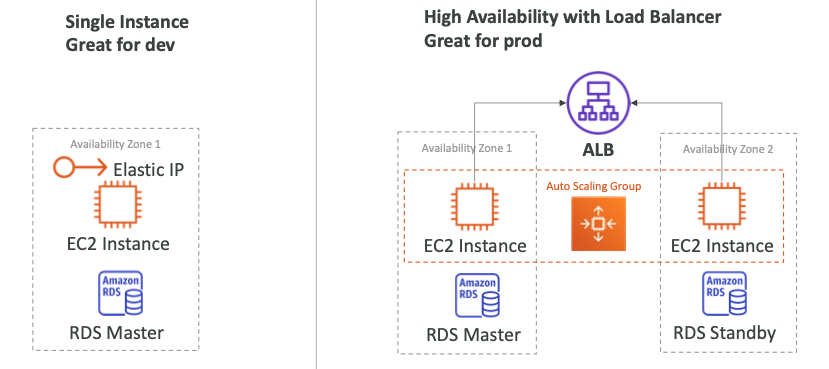 Single Instance
Great for dev
Availability Zone 1
Elastic IP
EC2 Instance
Amazon
RDS
RDS Master
High Availability with Load Balancer
Great for prod
ALB
Availability Zone 1
Availability Zone 2
Auto Scaling Group
EC2 Instance
EC2 Instance
Amazon
RDS
Amazon
RDS
RDS Master
RDS Standby